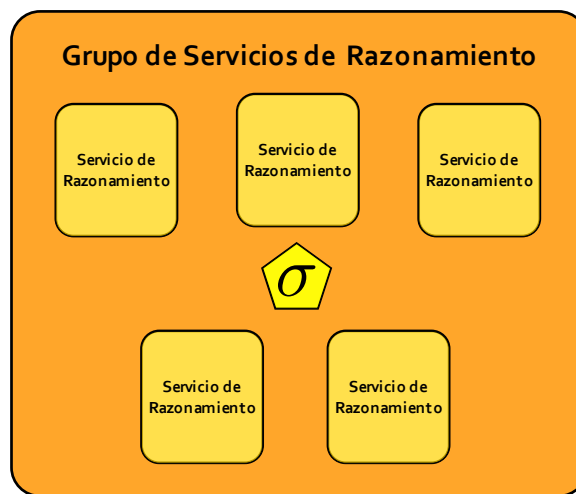 Grupo de Servicios de Razonamiento
Servicio de
Razonamiento
Servicio de
Razonamiento
Servicio de
Razonamiento
σ
Servicio de
Razonamiento
Servicio de
Razonamiento